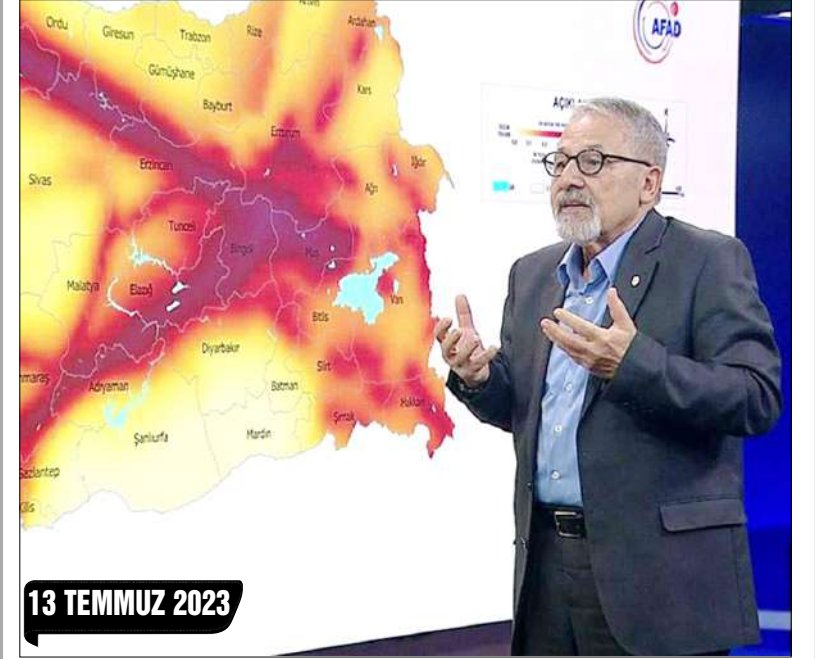 Ordu
Giresun
Trabzon
Rize
Artvin
Ardahan
AFAD
Gümüşhane
Bayburt
Kars
Erzurum
Erzincan
Iğdır
Sivas
Ağrı
Tunceli
Bingöl
Muş
Malatya
Elazığ
Van
Bitlis
Diyarbakır
Siirt
Adıyaman
Batman
Hakkari
Şırnak
Şanlıurfa
Mardin
13 TEMMUZ 2023